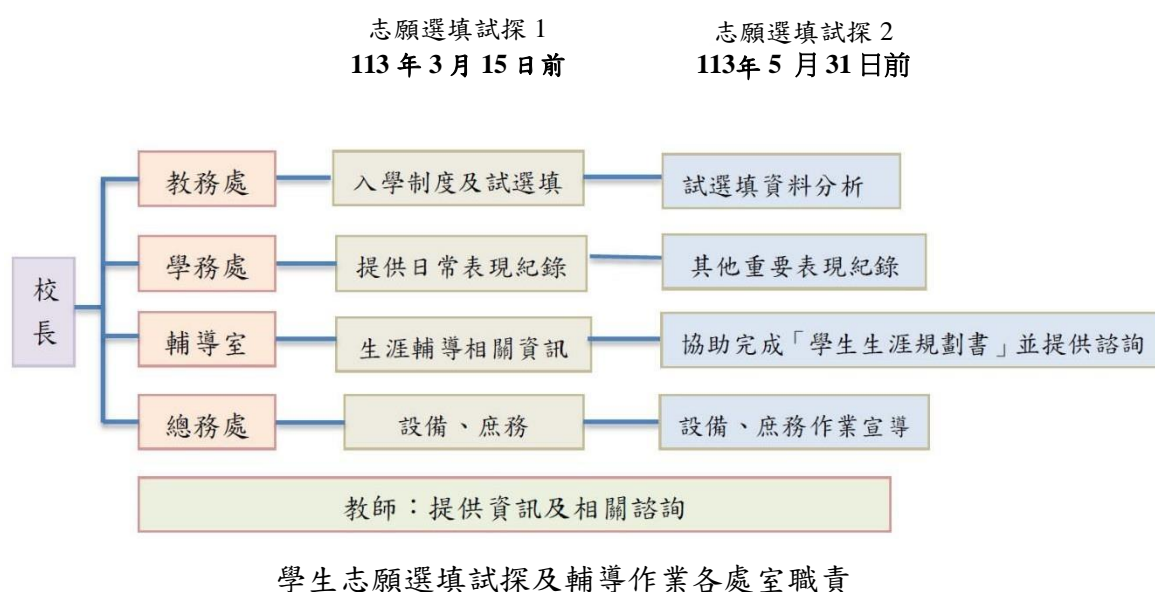 志願選填試探 1
113 年 3 月 15 日前
志願選填試探 2
113年 5 月 31 日前
校長
教務處
入學制度及試選填
試選填資料分析
學務處
提供日常表現紀錄
其他重要表現紀錄
輔導室
生涯輔導相關資訊
協助完成「學生生涯規劃書」並提供諮詢
總務處
設備、庶務
設備、庶務作業宣導
教師：提供資訊及相關諮詢
學生志願選填試探及輔導作業各處室職責